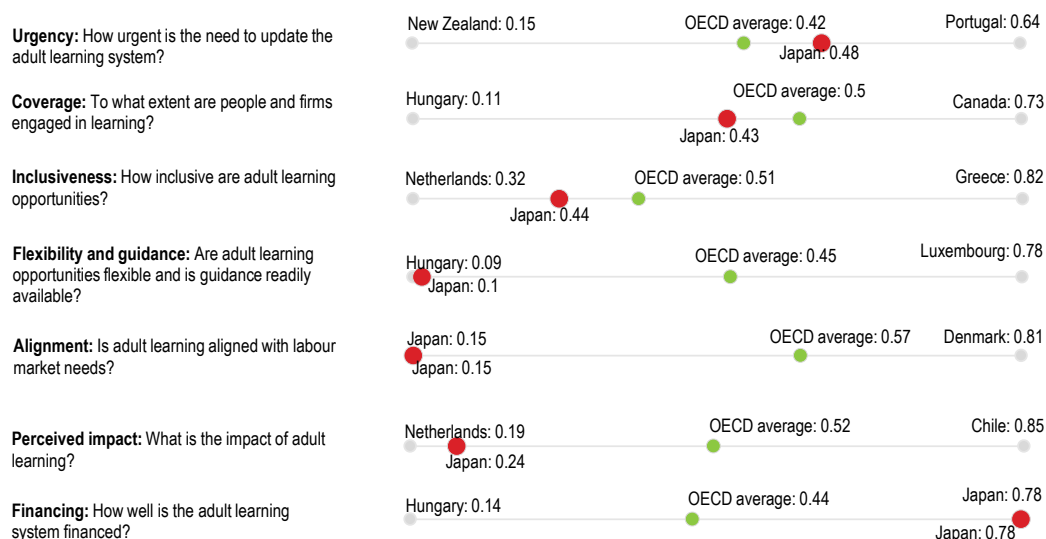 New Zealand: 0.15
OECD average: 0.42
Portugal: 0.64
Urgency: How urgent is the need to update the
adult learning system?
Japan: 0.48
Coverage: To what extent are people and firms
engaged in learning?
Hungary: 0.11
OECD average: 0.5
Canada: 0.73
Japan: 0.43
Inclusiveness: How inclusive are adult learning
opportunities?
Netherlands: 0.32
OECD average: 0.51
Greece: 0.82
Japan: 0.44
Flexibility and guidance: Are adult learning
opportunities flexible and is guidance readily
available?
Hungary: 0.09
OECD average: 0.45
Luxembourg: 0.78
Japan: 0.1
Alignment: Is adult learning aligned with labour
market needs?
Japan: 0.15
OECD average: 0.57
Denmark: 0.81
Japan: 0.15
Perceived impact: What is the impact of adult
learning?
Netherlands: 0.19
OECD average: 0.52
Chile: 0.85
Japan: 0.24
Financing: How well is the adult learning
system financed?
Hungary: 0.14
OECD average: 0.44
Japan: 0.78
Japan: 0.78